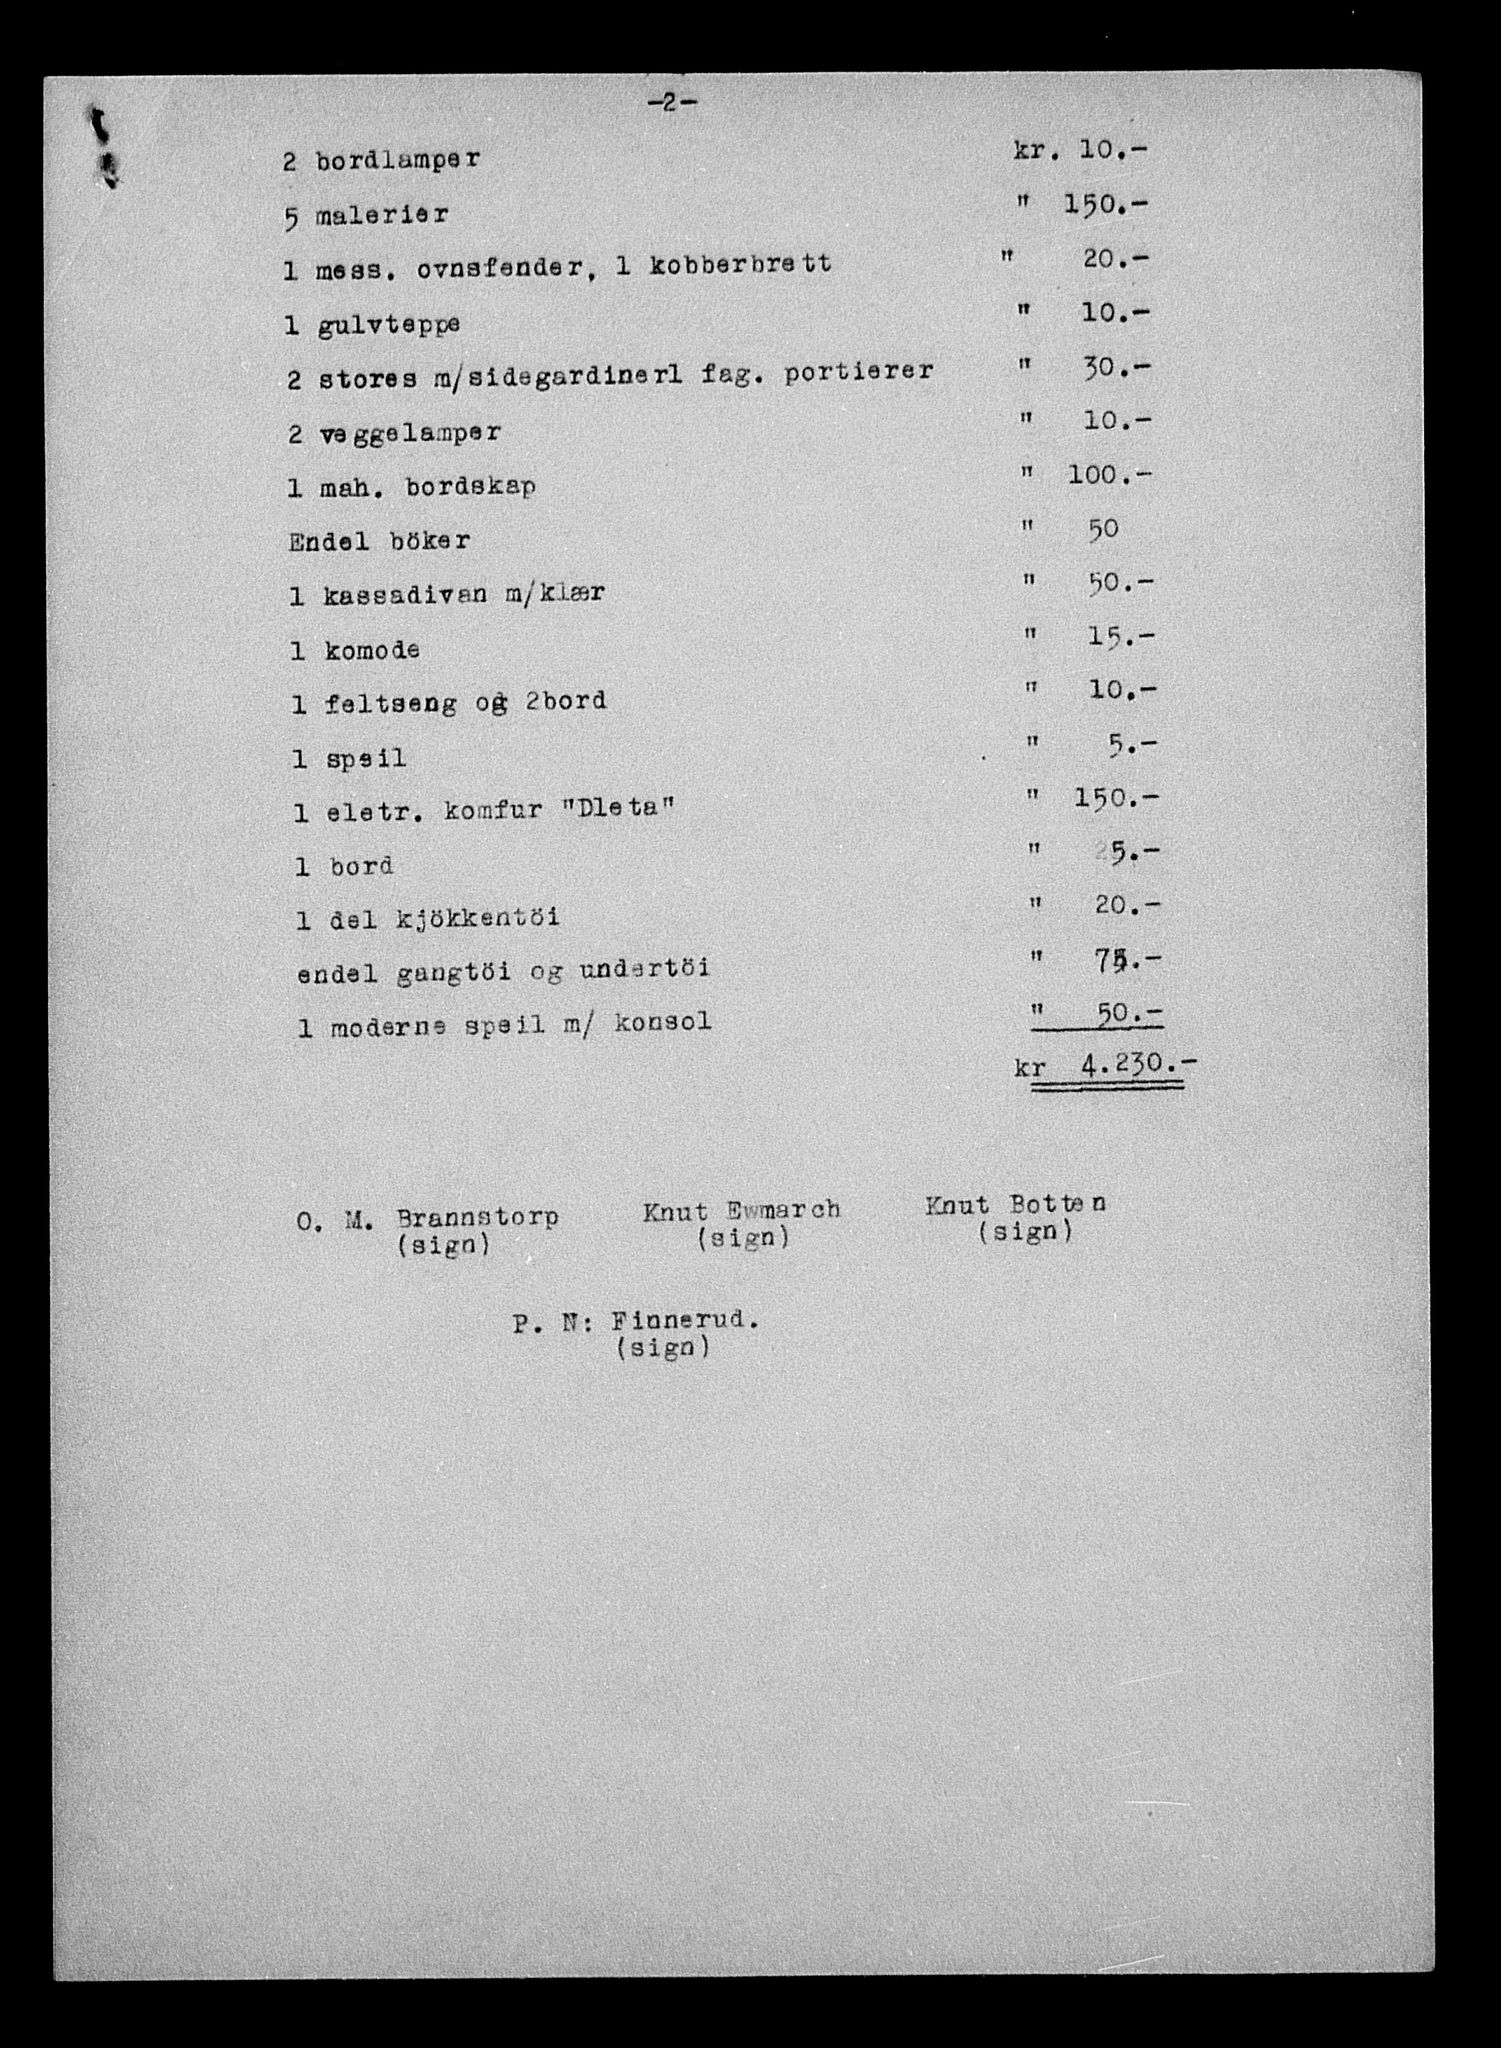 -2-
2 bordlamper kr. 10.-
5 malerier " 150.-
1 mess. ovnsfender, 1 kobberbrett " 20.-
1 gulvteppe " 10.-
2 stores m/sidegardinerl fag. portierer " 30.-
2 veggelamper " 10.-
1 mah. bordskap " 100.-
Endel böker " 50
1 kassadivan m/klær " 50.-
1 komode " 15.-
1 feltseng og 2bord " 10.-
1 speil " 5.-
1 eletr. komfur "Dleta" " 150.-
1 bord " 5.-
1 del kjökkentöi " 20.-
endel gangtöi og undertöi " 75.-
1 moderne speil m/ konsol " 50.-
kr 4.230.-
O. M. Brannstorp Knut Ewmarch Knut Botten
(sign) (sign) (sign)
P. N: Finnerud.
(sign)